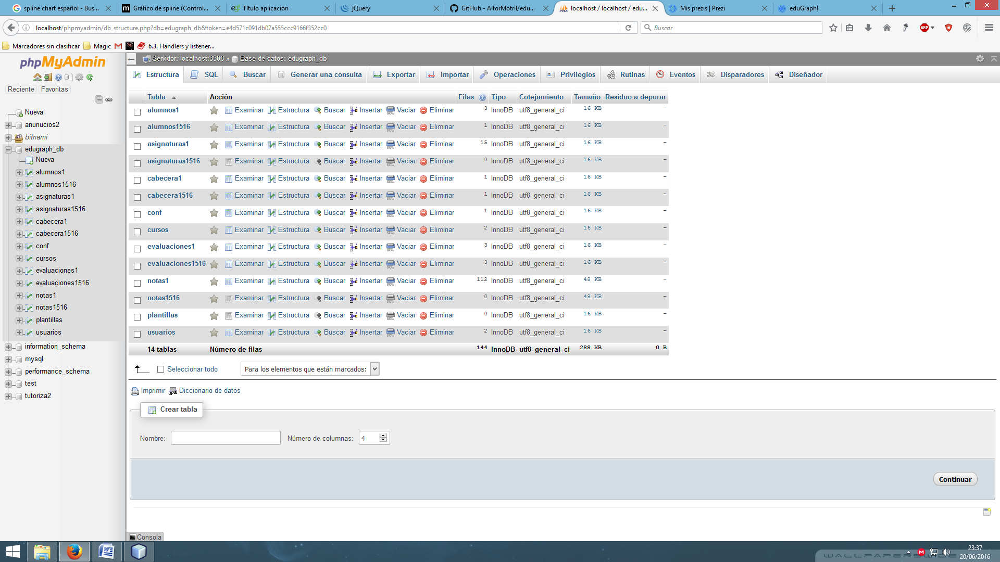 spline chart español - Bus...
Gráfico de spline (Control...
Título aplicación
jQuery
GitHub - AitorMotril/edu...
localhost / localhost / edu...
Mis prezis | Prezi
eduGraph!
localhost/phpmyadmin/db_structure.php?db=edugraph_db&token=e4d571c091db07a555ccc9166f352cc0
Buscar
ABP
Marcadores sin clasificar
Magic
6.3. Handlers y listener...
phpMyAdmin
Reciente
Favoritas
Nueva
anunucios2
bitnami
edugraph_db
Nueva
alumnos1
alumnos1516
asignaturas1
asignaturas1516
cabecera1
cabecera1516
conf
cursos
evaluaciones1
evaluaciones1516
notas1
notas1516
plantillas
usuarios
information_schema
mysql
performance_schema
test
tutoriza2
Servidor: localhost:3306 » Base de datos: edugraph_db
Estructura SQL Buscar Generar una consulta Exportar Importar Operaciones Privilegios Rutinas Eventos Disparadores Diseñador
Tabla Acción Filas Tipo Cotejamiento Tamaño Residuo a depurar
alumnos1 Examinar Estructura Buscar Insertar Vaciar Eliminar 3 InnoDB utf8_general_ci 16 KB -
alumnos1516 Examinar Estructura Buscar Insertar Vaciar Eliminar 1 InnoDB utf8_general_ci 16 KB -
asignaturas1 Examinar Estructura Buscar Insertar Vaciar Eliminar 15 InnoDB utf8_general_ci 16 KB -
asignaturas1516 Examinar Estructura Buscar Insertar Vaciar Eliminar 0 InnoDB utf8_general_ci 16 KB -
cabecera1 Examinar Estructura Buscar Insertar Vaciar Eliminar 1 InnoDB utf8_general_ci 16 KB -
cabecera1516 Examinar Estructura Buscar Insertar Vaciar Eliminar 1 InnoDB utf8_general_ci 16 KB -
conf Examinar Estructura Buscar Insertar Vaciar Eliminar 1 InnoDB utf8_general_ci 16 KB -
cursos Examinar Estructura Buscar Insertar Vaciar Eliminar 2 InnoDB utf8_general_ci 16 KB -
evaluaciones1 Examinar Estructura Buscar Insertar Vaciar Eliminar 3 InnoDB utf8_general_ci 16 KB -
evaluaciones1516 Examinar Estructura Buscar Insertar Vaciar Eliminar 3 InnoDB utf8_general_ci 16 KB -
notas1 Examinar Estructura Buscar Insertar Vaciar Eliminar 112 InnoDB utf8_general_ci 48 KB -
notas1516 Examinar Estructura Buscar Insertar Vaciar Eliminar 0 InnoDB utf8_general_ci 48 KB -
plantillas Examinar Estructura Buscar Insertar Vaciar Eliminar 0 InnoDB utf8_general_ci 16 KB -
usuarios Examinar Estructura Buscar Insertar Vaciar Eliminar 2 InnoDB utf8_general_ci 16 KB -
14 tablas Número de filas 144 InnoDB utf8_general_ci 288 KB 0 B
Seleccionar todo
Para los elementos que están marcados:
Imprimir
Diccionario de datos
Crear tabla
Nombre:
Número de columnas: 4
Continuar
Consola
WALLPAPERSWIDE
23:37
20/06/2016